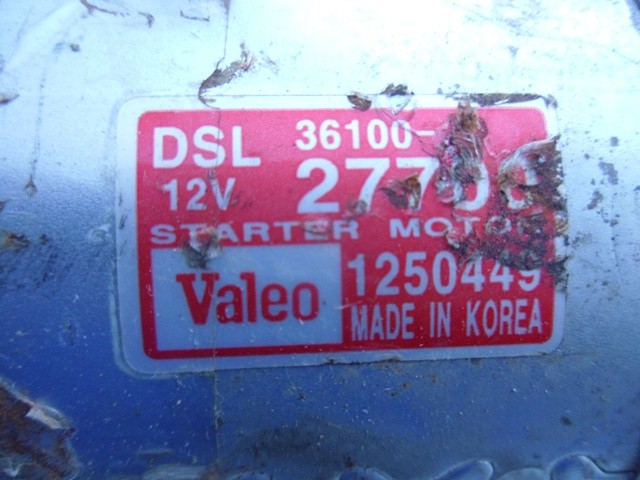 DSL 36100-
12V
STARTER
Valeo 1250449
MADE IN KOREA